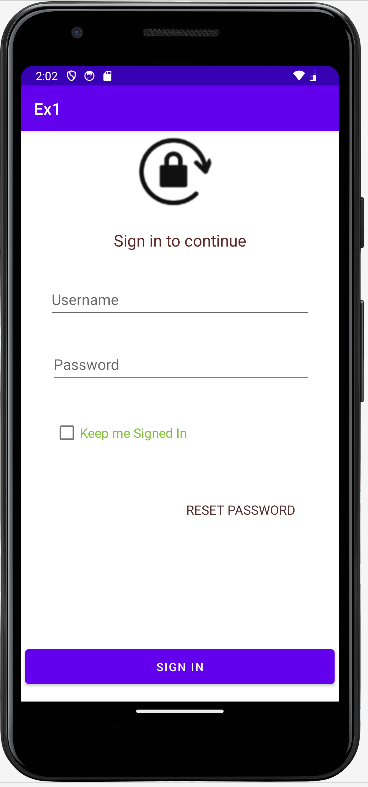 2:02
Ex1
Sign in to continue
Username
Password
Keep me Signed In
RESET PASSWORD
SIGN IN